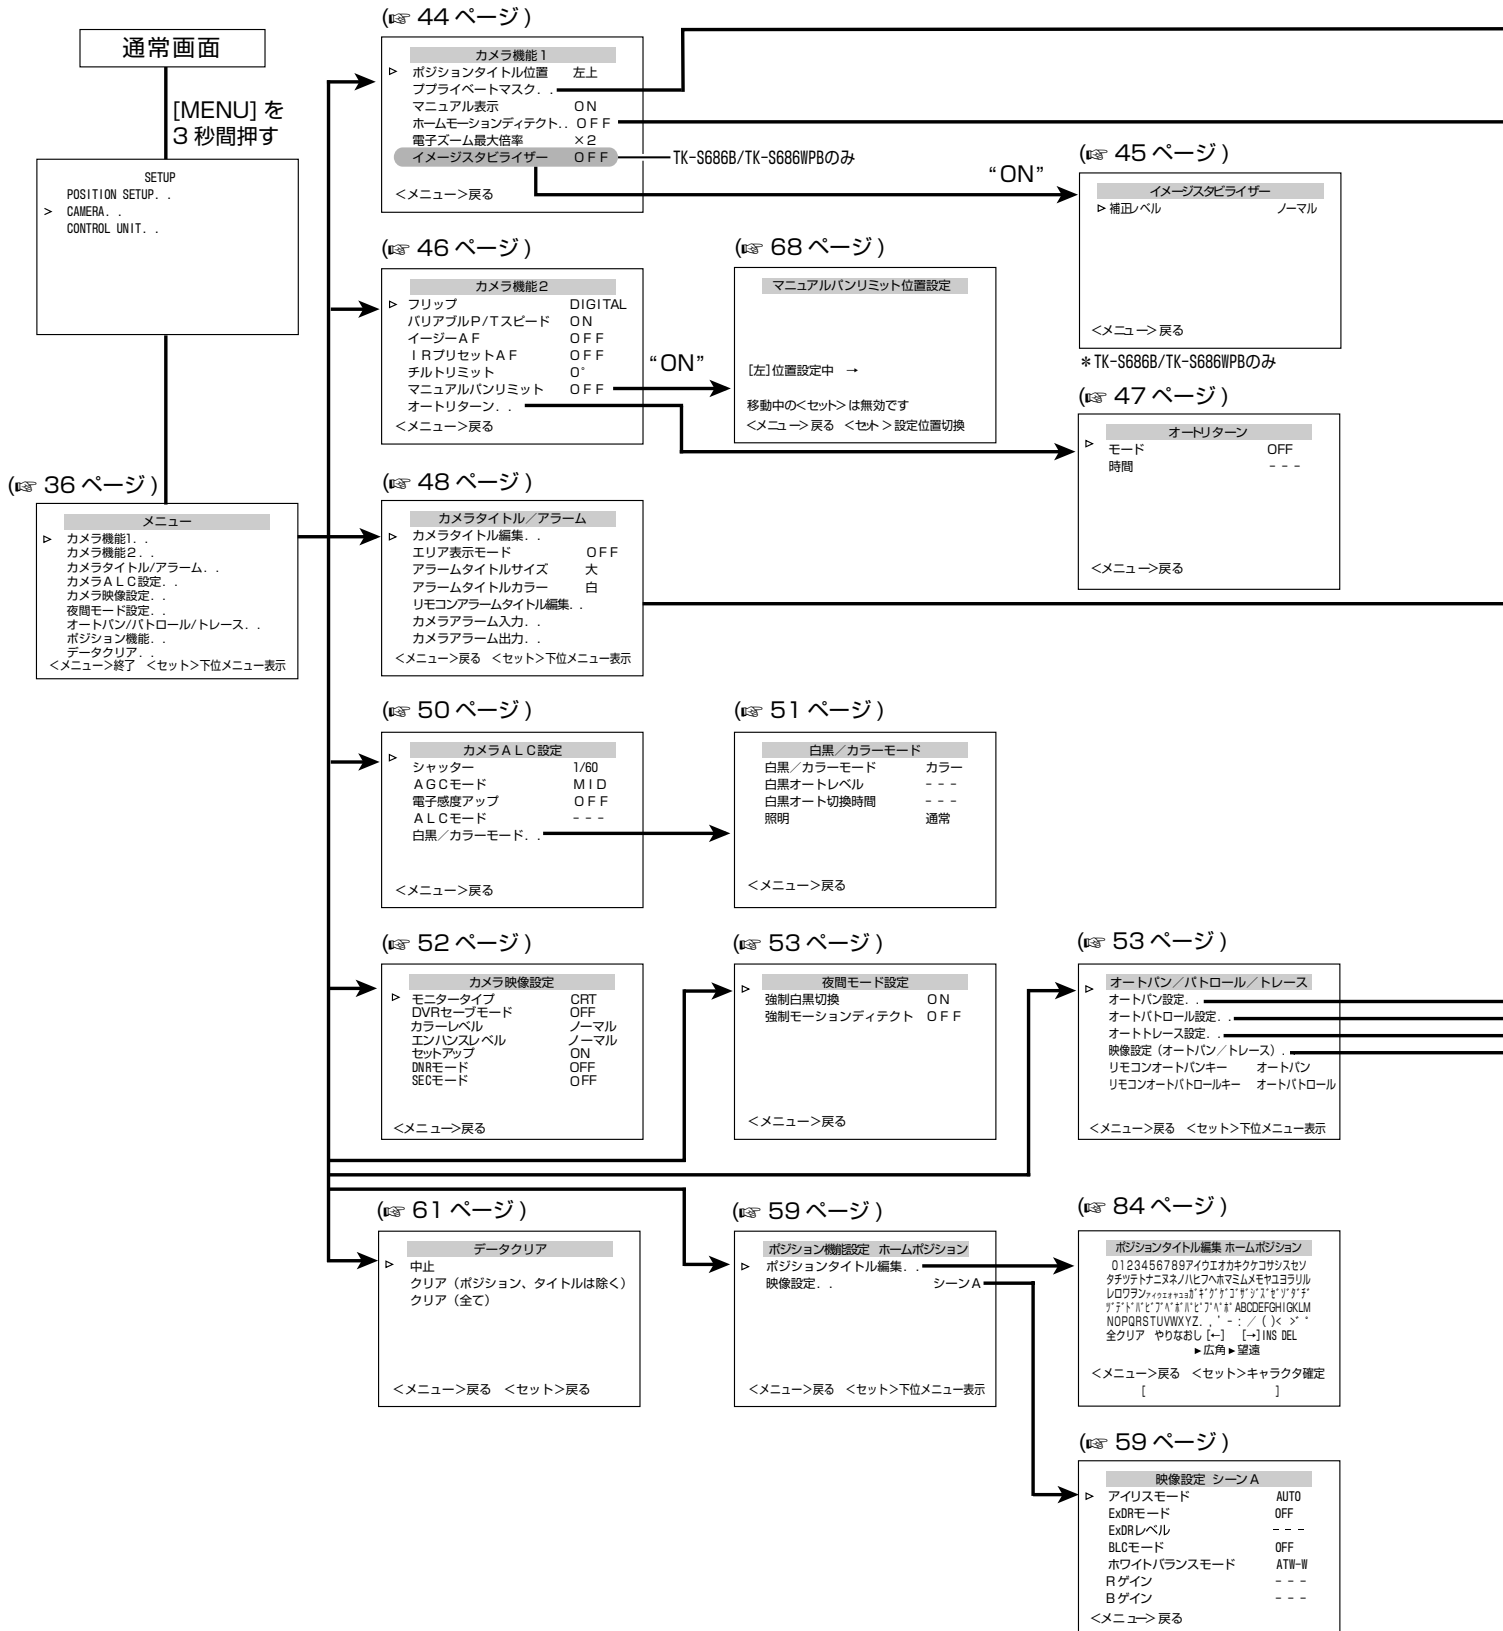 通常画面
[MENU] を
3 秒間押す
SETUP
POSITION SETUP. .
> CAMERA. .
CONTROL UNIT. .
(☞ 36 ページ )
メニュー
▷ カメラ機能1. .
カメラ機能2. .
カメラタイトル/アラーム. .
カメラALC設定. .
カメラ映像設定. .
夜間モード設定. .
オートパン/パトロール/トレース. .
ポジション機能. .
データクリア. .
<メニュー>終了 <セット>下位メニュー表示
(☞ 44 ページ )
カメラ機能1
▷ ポジションタイトル位置 左上
ププライベートマスク. .
マニュアル表示 ON
ホームモーションディテクト. . OFF
電子ズーム最大倍率 ×2
イメージスタビライザー OFF
TK-S686B/TK-S686WPBのみ
<メニュー>戻る
“ON”
(☞ 45 ページ )
イメージスタビライザー
▷ 補正レベル ノーマル
<メニュー>戻る
＊TK-S686B/TK-S686WPBのみ
(☞ 46 ページ )
カメラ機能2
▷ フリップ DIGITAL
バリアブルP/Tスピード ON
イージーAF OFF
IRプリセットAF OFF
チルトリミット 0°
マニュアルパンリミット OFF
オートリターン. .
<メニュー>戻る
“ON”
(☞ 68 ページ )
マニュアルパンリミット位置設定
[左]位置設定中 →
移動中の<セット>は無効です
<メニュー>戻る <セット>設定位置切換
(☞ 47 ページ )
オートリターン
▷ モード OFF
時間 - - -
<メニュー>戻る
(☞ 48 ページ )
カメラタイトル／アラーム
▷ カメラタイトル編集. .
エリア表示モード OFF
アラームタイトルサイズ 大
アラームタイトルカラー 白
リモコンアラームタイトル編集. .
カメラアラーム入力. .
カメラアラーム出力. .
<メニュー>戻る <セット>下位メニュー表示
(☞ 50 ページ )
カメラALC設定
▷ シャッター 1/60
AGCモード MID
電子感度アップ OFF
ALCモード - - -
白黒／カラーモード. .
<メニュー>戻る
(☞ 51 ページ )
白黒／カラーモード
白黒／カラーモード カラー
白黒オートレベル - - -
白黒オート切換時間 - - -
照明 通常
<メニュー>戻る
(☞ 52 ページ )
カメラ映像設定
▷ モニタータイプ CRT
DVRセーブモード OFF
カラーレベル ノーマル
エンハンスレベル ノーマル
セットアップ ON
DNRモード OFF
SECモード OFF
<メニュー>戻る
(☞ 53 ページ )
夜間モード設定
▷ 強制白黒切換 ON
強制モーションディテクト OFF
<メニュー>戻る
(☞ 53 ページ )
オートパン／パトロール／トレース
▷ オートパン設定. .
オートパトロール設定. .
オートトレース設定. .
映像設定（オートパン／トレース）. .
リモコンオートパンキー オートパン
リモコンオートパトロールキー オートパトロール
<メニュー>戻る <セット>下位メニュー表示
(☞ 61 ページ )
データクリア
▷ 中止
クリア（ポジション、タイトルは除く）
クリア（全て）
<メニュー>戻る <セット>戻る
(☞ 59 ページ )
ポジション機能設定 ホームポジション
▷ ポジションタイトル編集. .
映像設定. . シーンA
<メニュー>戻る <セット>下位メニュー表示
(☞ 84 ページ )
ポジションタイトル編集 ホームポジション
0123456789アイウエオカキクケコサシスセソ
タチツテトナニヌネノハヒフヘホマミムメモヤユヨラリル
レロワヲンァィゥェォャュョガギグゲゴザジズゼゾダヂ
ヅデドバビブベボパピプペポABCDEFGHIGKLM
NOPQRSTUVWXYZ. , ' - : ／ ( )< >゛゜
全クリア やりなおし [←] [→]INS DEL
►広角►望遠
<メニュー>戻る <セット>キャラクタ確定
[ ]
(☞ 59 ページ )
映像設定 シーンA
▷ アイリスモード AUTO
ExDRモード OFF
ExDRレベル - - -
BLCモード OFF
ホワイトバランスモード ATW-W
Rゲイン - - -
Bゲイン - - -
<メニュー>戻る